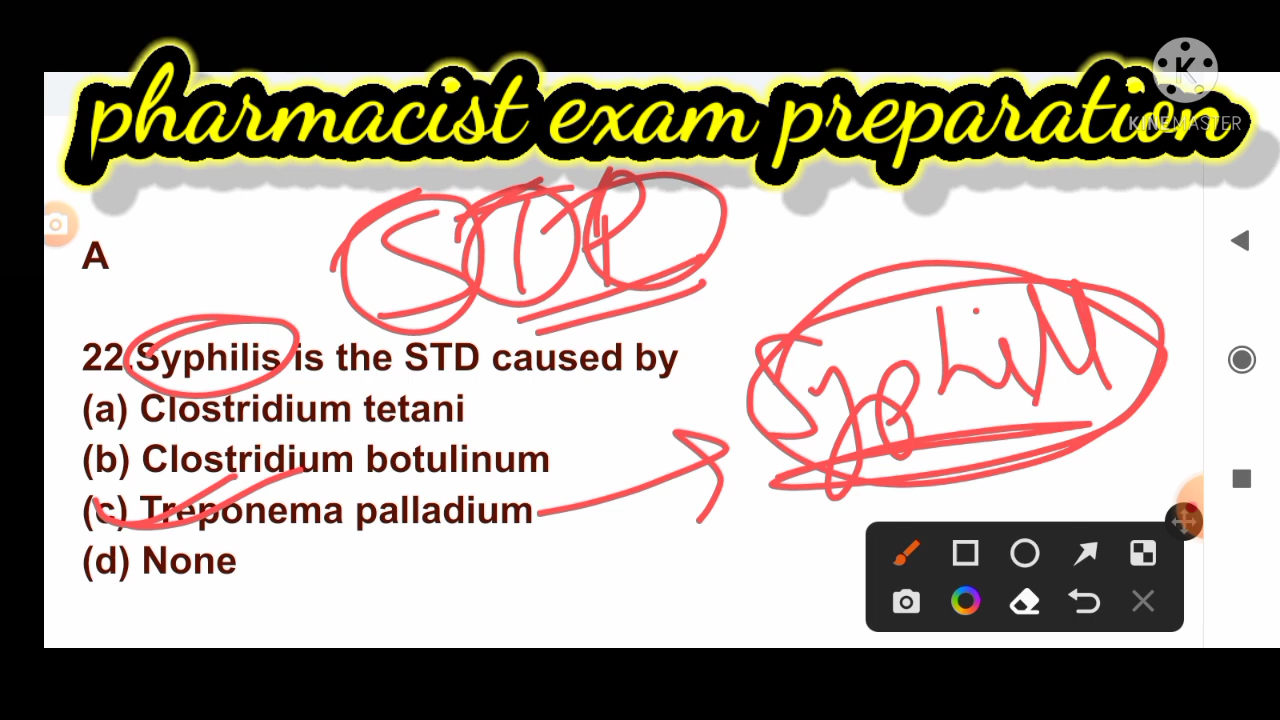 pharmacist exam preparation
KINEMASTER
A
STD
22.Syphilis is the STD caused by
(a) Clostridium tetani
(b) Clostridium botulinum
(c) Treponema palladium
(d) None